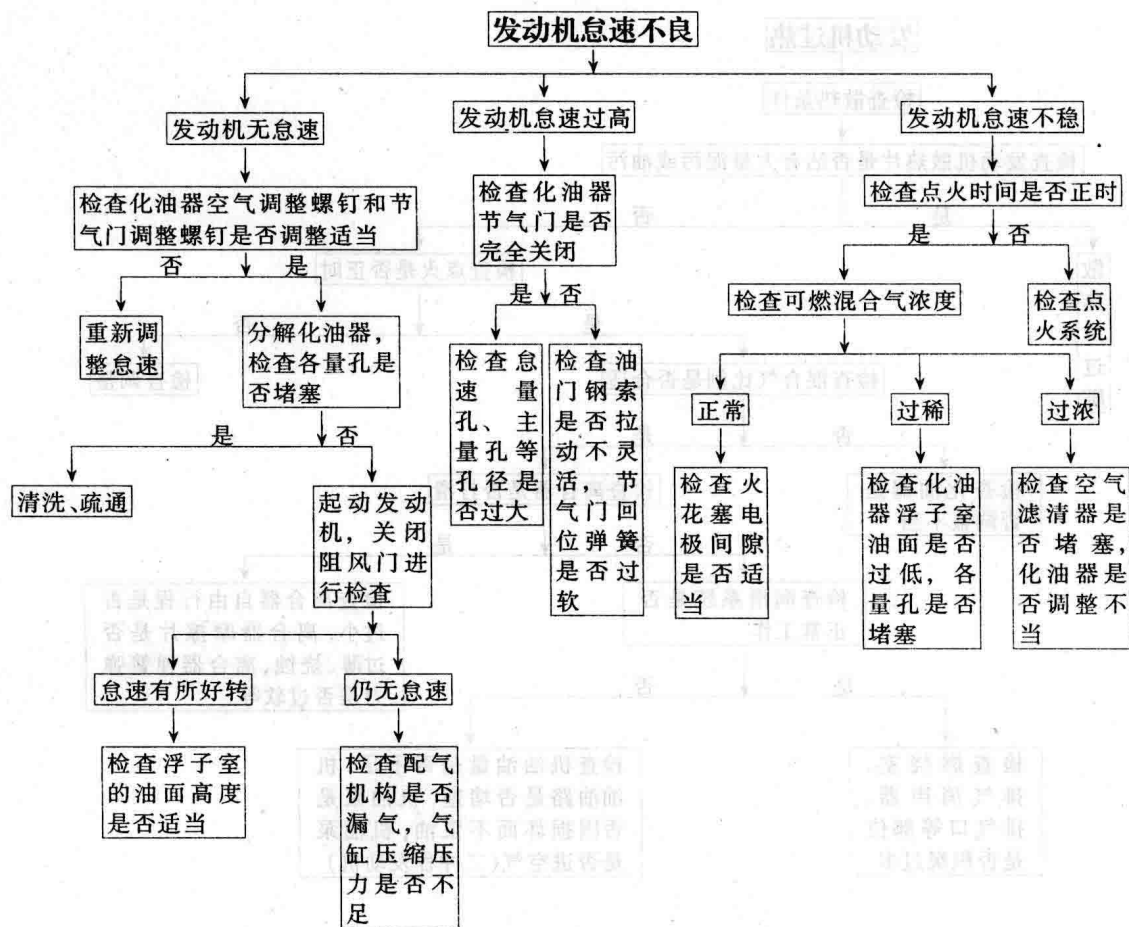 发动机怠速不良
发动机无怠速
发动机怠速过高
发动机怠速不稳
检查化油器空气调整螺钉和节
气门调整螺钉是否调整适当
检查化油器
节气门是否
完全关闭
检查点火时间是否正时
否
是
是
否
是
否
重新调
整怠速
分解化油器，
检查各量孔是
否堵塞
检查怠
速量
孔、主
量孔等
孔径是
否过大
检查油
门钢索
是否拉
动不灵
活，节
气门回
位弹簧
是否过
软
检查可燃混合气浓度
检查点
火系统
是
否
正常
过稀
过浓
清洗、疏通
起动发动
机，关闭
阻风门进
行检查
检查火
花塞电
极间隙
是否适
当
检查化油
器浮子室
油面是否
过低，各
量孔是否
堵塞
检查空气
滤清器是
否堵塞，
化油器是
否调整不
当
怠速有所好转
仍无怠速
检查浮子室
的油面高度
是否适当
检查配气
机构是否
漏气，气
缸压缩压
力是否不
足